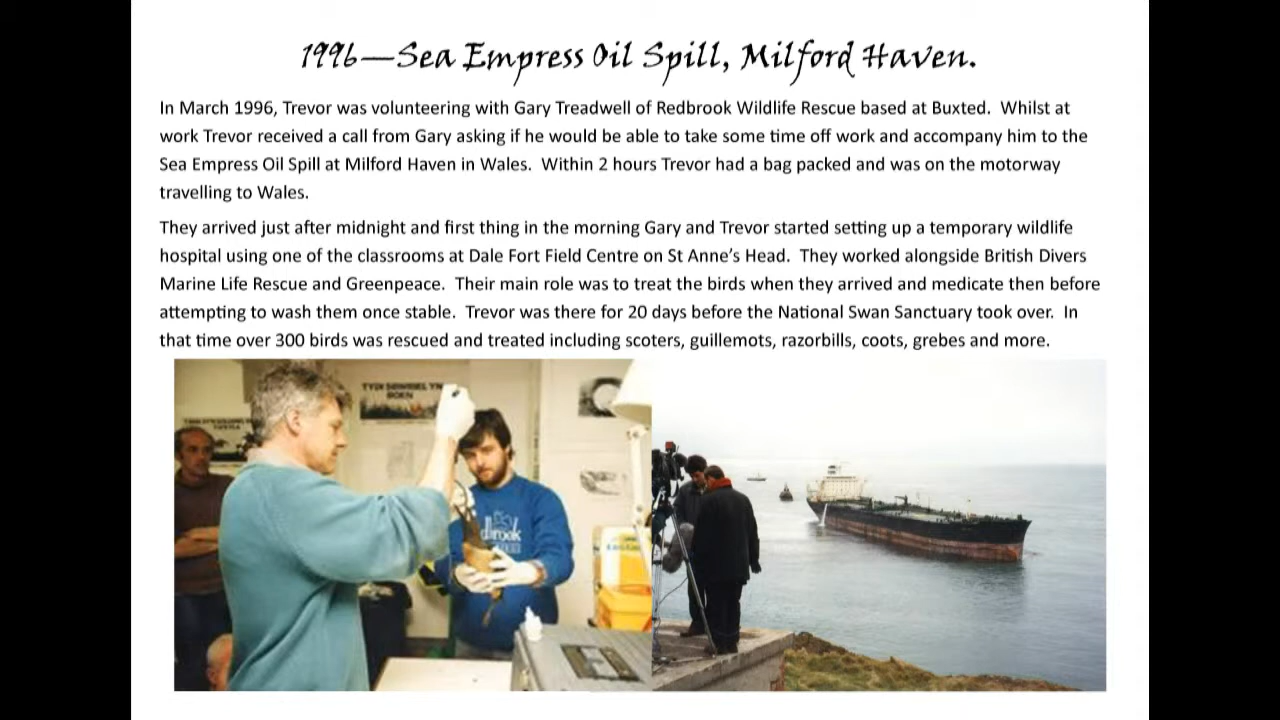 1996—Sea Empress Oil Spill, Milford Haven.
In March 1996, Trevor was volunteering with Gary Treadwell of Redbrook Wildlife Rescue based at Buxted.  Whilst at
work Trevor received a call from Gary asking if he would be able to take some time off work and accompany him to the
Sea Empress Oil Spill at Milford Haven in Wales.  Within 2 hours Trevor had a bag packed and was on the motorway
travelling to Wales.
They arrived just after midnight and first thing in the morning Gary and Trevor started setting up a temporary wildlife
hospital using one of the classrooms at Dale Fort Field Centre on St Anne’s Head.  They worked alongside British Divers
Marine Life Rescue and Greenpeace.  Their main role was to treat the birds when they arrived and medicate then before
attempting to wash them once stable.  Trevor was there for 20 days before the National Swan Sanctuary took over.  In
that time over 300 birds was rescued and treated including scoters, guillemots, razorbills, coots, grebes and more.
dbrook